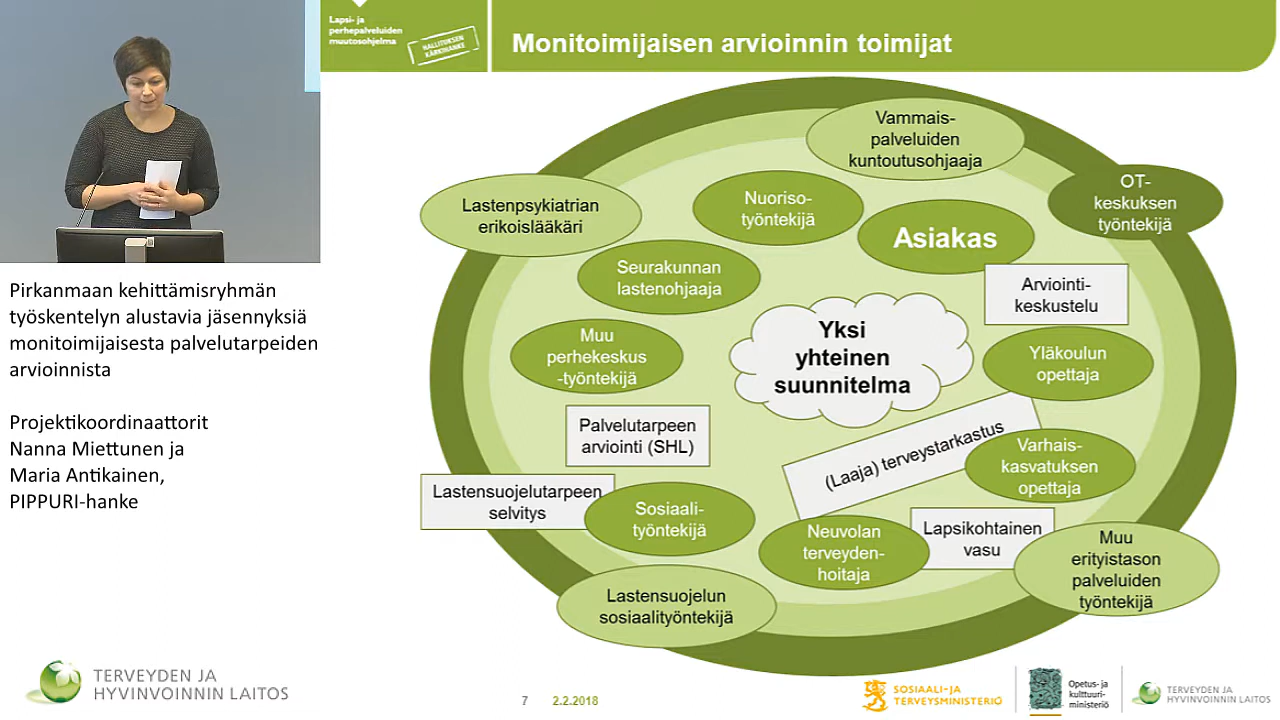 Lapsi- ja
perhepalveluiden
muutosohjelma
HALLITUKSEN
KÄRKIHANKE
Monitoimijaisen arvioinnin toimijat
Vammais-
palveluiden
kuntoutusohjaaja
OT-
keskuksen
työntekijä
Lastenpsykiatrian
erikoislääkäri
Nuoriso-
työntekijä
Asiakas
Seurakunnan
lastenohjaaja
Arviointi-
keskustelu
Muu
perhekeskus
-työntekijä
Yksi
yhteinen
suunnitelma
Yläkoulun
opettaja
Palvelutarpeen
arviointi (SHL)
(Laaja) terveystarkastus
Varhais-
kasvatuksen
opettaja
Lastensuojelutarpeen
selvitys
Sosiaali-
työntekijä
Neuvolan
terveyden-
hoitaja
Lapsikohtainen
vasu
Muu
erityistason
palveluiden
työntekijä
Lastensuojelun
sosiaalityöntekijä
Pirkanmaan kehittämisryhmän
työskentelyn alustavia jäsennyksiä
monitoimijaisesta palvelutarpeiden
arvioinnista
Projektikoordinaattorit
Nanna Miettunen ja
Maria Antikainen,
PIPPURI-hanke
TERVEYDEN JA
HYVINVOINNIN LAITOS
7
2.2.2018
SOSIAALI- JA
TERVEYSMINISTERIÖ
Opetus- ja
kulttuuri-
ministeriö
TERVEYDEN JA
HYVINVOINNIN LAITOS